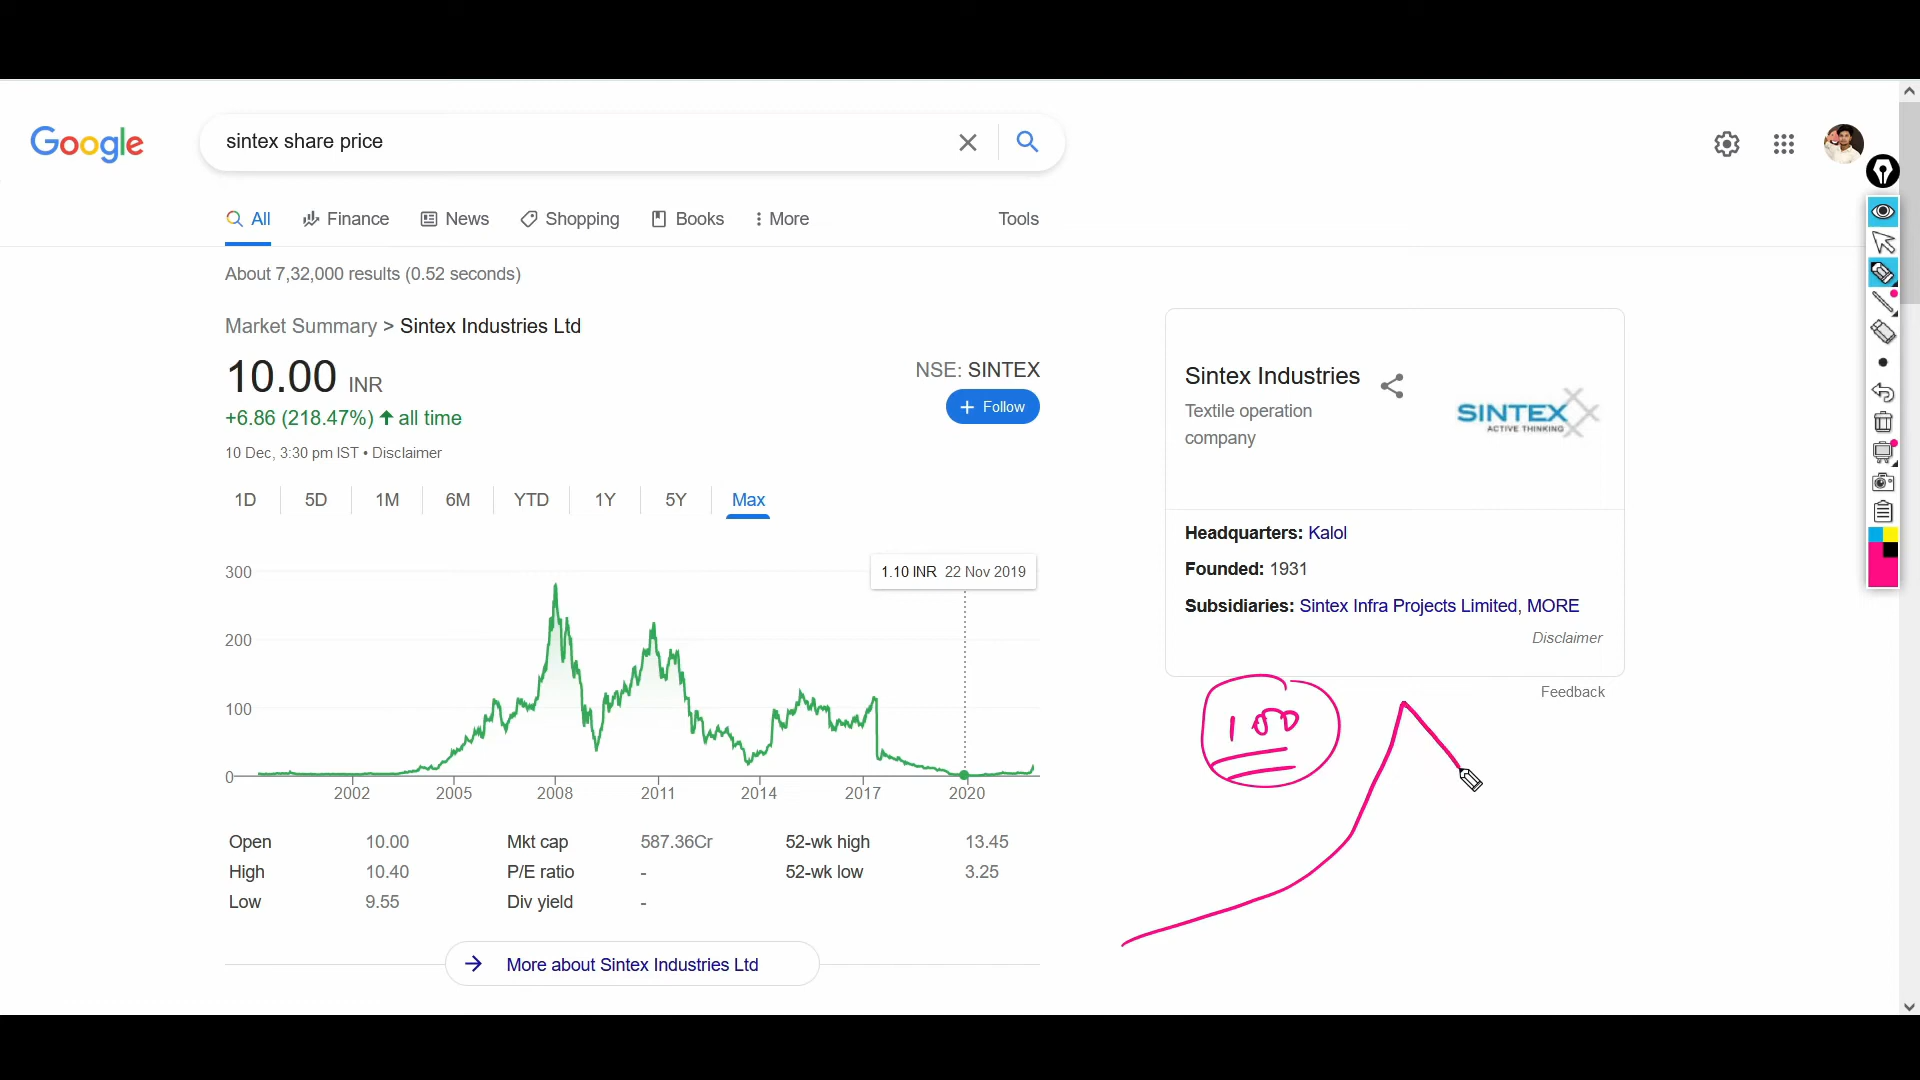 Google
sintex share price
All
Finance
News
Shopping
Books
More
Tools
About 7,32,000 results (0.52 seconds)
Market Summary > Sintex Industries Ltd
10.00 INR
NSE: SINTEX
+ Follow
+6.86 (218.47%) ↑ all time
10 Dec, 3:30 pm IST • Disclaimer
1D 5D 1M 6M YTD 1Y 5Y Max
1.10 INR 22 Nov 2019
300
200
100
0
2002 2005 2008 2011 2014 2017 2020
Open 10.00 Mkt cap 587.36Cr 52-wk high 13.45
High 10.40 P/E ratio - 52-wk low 3.25
Low 9.55 Div yield -
More about Sintex Industries Ltd
Sintex Industries
Textile operation
company
SINTEX
ACTIVE THINKING
Headquarters: Kalol
Founded: 1931
Subsidiaries: Sintex Infra Projects Limited, MORE
Disclaimer
Feedback
100